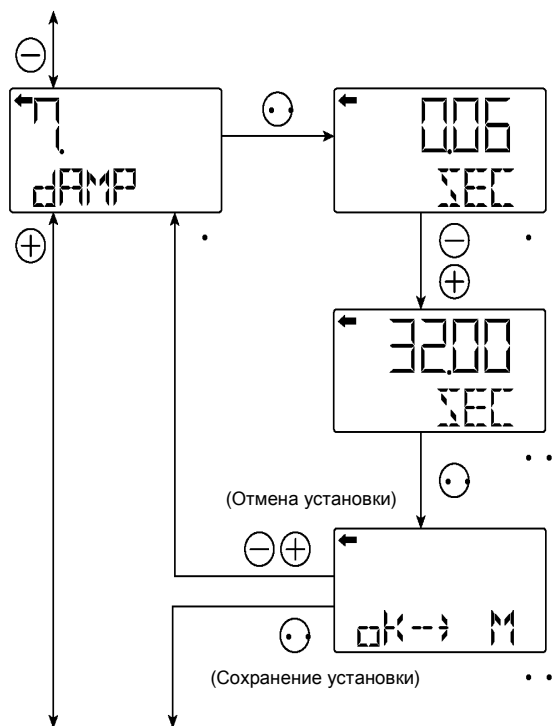 7.
dAMP
0.06
SEC
32.00
SEC
(Отмена установки)
oK--> M
(Сохранение установки)